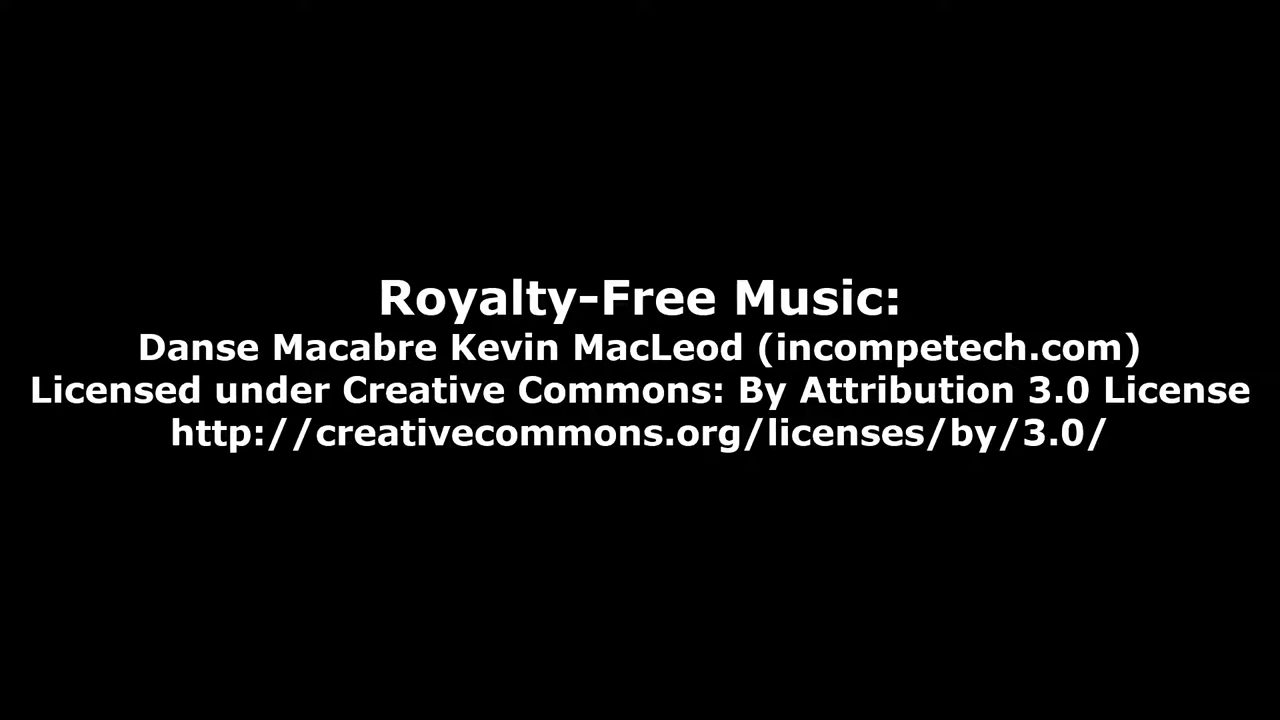 Royalty-Free Music:
Danse Macabre Kevin MacLeod (incompetech.com)
Licensed under Creative Commons: By Attribution 3.0 License
http://creativecommons.org/licenses/by/3.0/